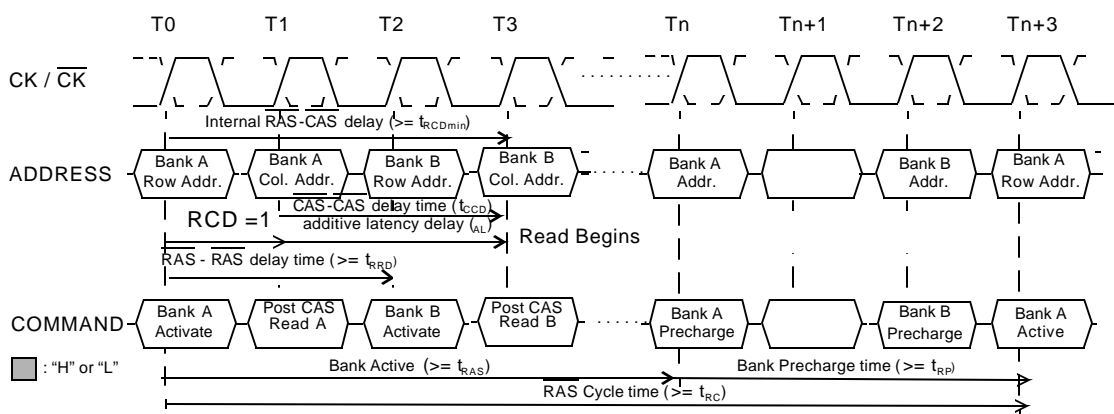 T0 T1 T2 T3 Tn Tn+1 Tn+2 Tn+3
CK / CK
Internal RAS-CAS delay (>= tRCDmin)
ADDRESS
Bank A Row Addr.
Bank A Col. Addr.
Bank B Row Addr.
Bank B Col. Addr.
Bank A Addr.
Bank B Addr.
Bank A Row Addr.
CAS-CAS delay time (tCCD)
RCD =1
additive latency delay (AL)
Read Begins
RAS - RAS delay time (>= tRRD)
COMMAND
Bank A Activate
Post CAS Read A
Bank B Activate
Post CAS Read B
Bank A Precharge
Bank B Precharge
Bank A Active
: “H” or “L”
Bank Active (>= tRAS)
Bank Precharge time (>= tRP)
RAS Cycle time (>= tRC)